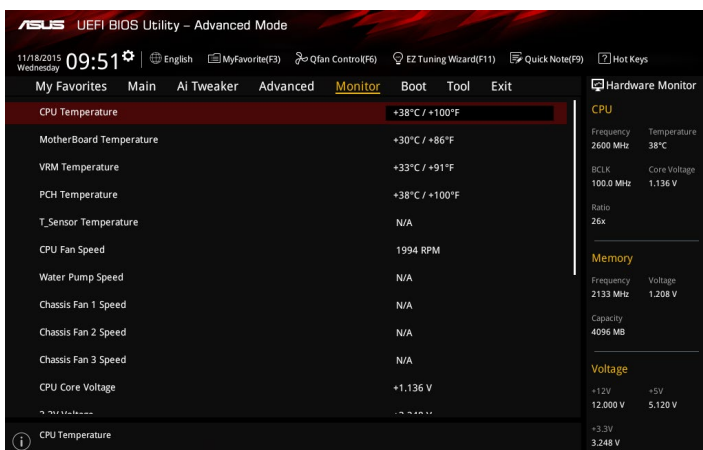 ASUS UEFI BIOS Utility – Advanced Mode
11/18/2015
Wednesday 09:51 English MyFavorite(F3) Qfan Control(F6) EZ Tuning Wizard(F11) Quick Note(F9) ? Hot Keys
My Favorites Main Ai Tweaker Advanced Monitor Boot Tool Exit
CPU Temperature +38°C / +100°F
MotherBoard Temperature +30°C / +86°F
VRM Temperature +33°C / +91°F
PCH Temperature +38°C / +100°F
T_Sensor Temperature N/A
CPU Fan Speed 1994 RPM
Water Pump Speed N/A
Chassis Fan 1 Speed N/A
Chassis Fan 2 Speed N/A
Chassis Fan 3 Speed N/A
CPU Core Voltage +1.136 V
3.3V Voltage +3.248 V
i CPU Temperature
Hardware Monitor
CPU
Frequency Temperature
2600 MHz 38°C
BCLK Core Voltage
100.0 MHz 1.136 V
Ratio
26x
Memory
Frequency Voltage
2133 MHz 1.208 V
Capacity
4096 MB
Voltage
+12V +5V
12.000 V 5.120 V
+3.3V
3.248 V